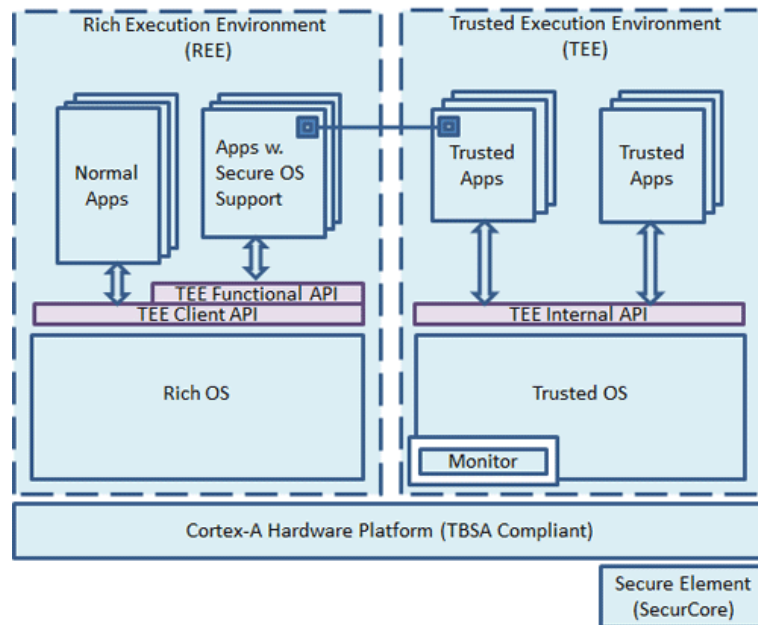 Rich Execution Environment
(REE)
Trusted Execution Environment
(TEE)
Normal
Apps
Apps w.
Secure OS
Support
Trusted
Apps
Trusted
Apps
TEE Functional API
TEE Client API
TEE Internal API
Rich OS
Trusted OS
Monitor
Cortex-A Hardware Platform (TBSA Compliant)
Secure Element
(SecurCore)